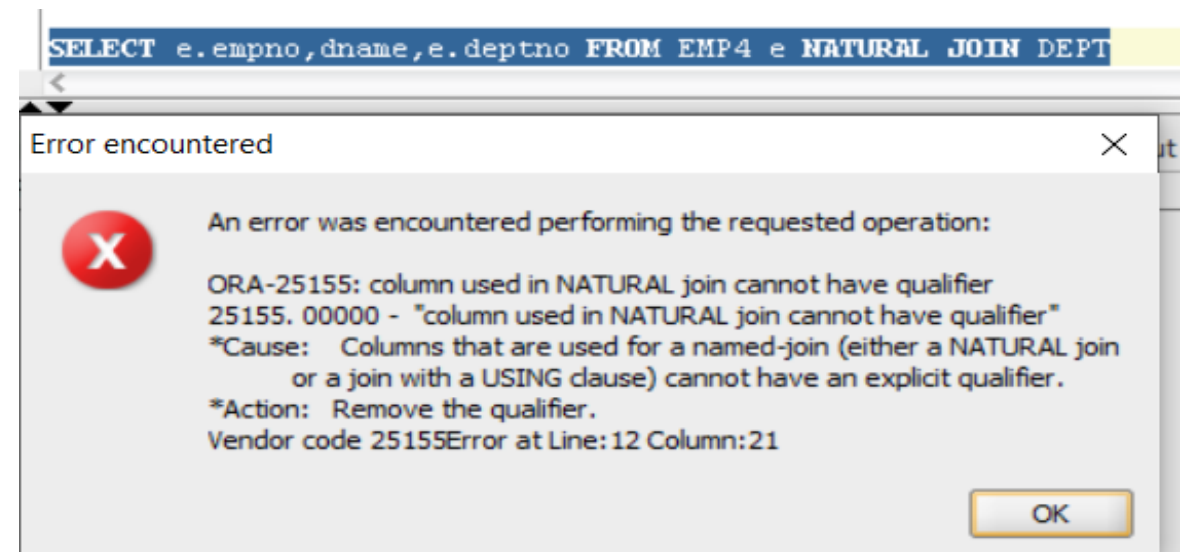 SELECT e.empno,dname,e.deptno FROM EMP4 e NATURAL JOIN DEPT
Error encountered
ut
An error was encountered performing the requested operation:
ORA-25155: column used in NATURAL join cannot have qualifier
25155. 00000 - "column used in NATURAL join cannot have qualifier"
*Cause: Columns that are used for a named-join (either a NATURAL join
or a join with a USING clause) cannot have an explicit qualifier.
*Action: Remove the qualifier.
Vendor code 25155Error at Line:12 Column:21
OK